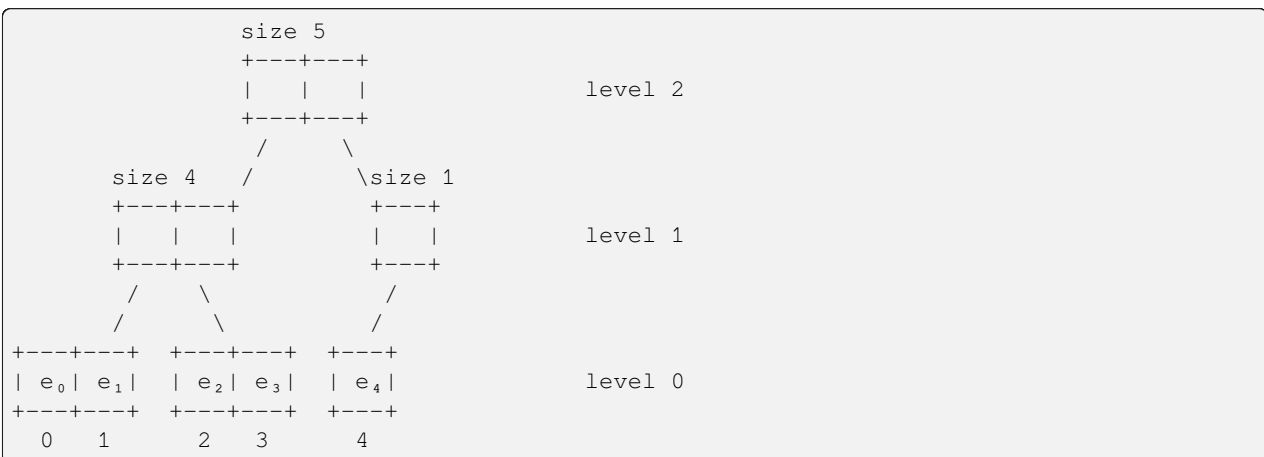 size 5
+---+---+
|   |   |                level 2
+---+---+
/     \
size 4   /       \size 1
+---+---+         +---+
|   |   |         |   |          level 1
+---+---+         +---+
/    \            /
/      \          /
+---+---+  +---+---+  +---+
| e₀| e₁|  | e₂| e₃|  | e₄|             level 0
+---+---+  +---+---+  +---+
0   1      2   3      4